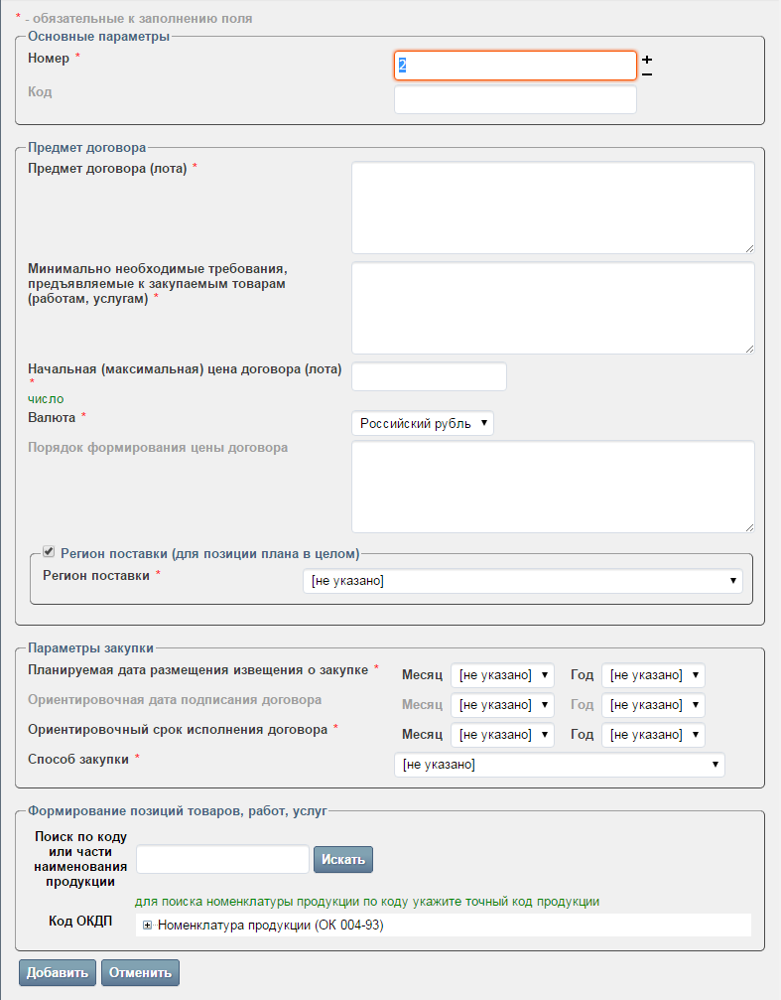 * - обязательные к заполнению поля
Основные параметры
Номер *
2
Код
Предмет договора
Предмет договора (лота) *
Минимально необходимые требования,
предъявляемые к закупаемым товарам
(работам, услугам) *
Начальная (максимальная) цена договора (лота)
*
число
Валюта *
Российский рубль
Порядок формирования цены договора
Регион поставки (для позиции плана в целом)
Регион поставки *
[не указано]
Параметры закупки
Планируемая дата размещения извещения о закупке * Месяц [не указано] Год [не указано]
Ориентировочная дата подписания договора Месяц [не указано] Год [не указано]
Ориентировочный срок исполнения договора * Месяц [не указано] Год [не указано]
Способ закупки * [не указано]
Формирование позиций товаров, работ, услуг
Поиск по коду
или части
наименования
продукции
Искать
для поиска номенклатуры продукции по коду укажите точный код продукции
Код ОКДП
Номенклатура продукции (ОК 004-93)
Добавить Отменить